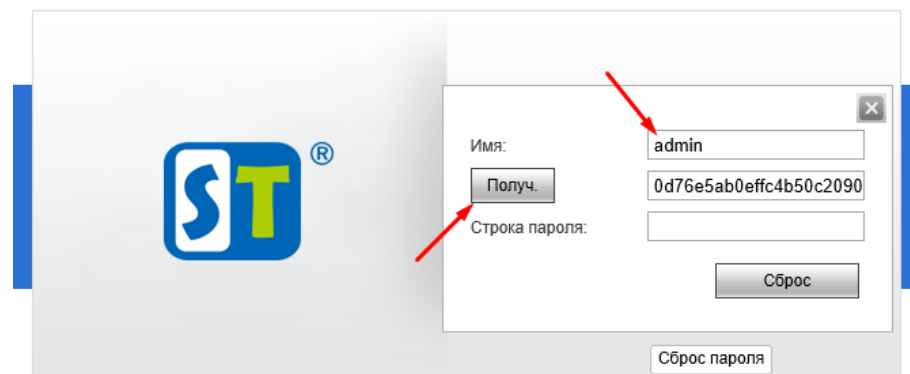 ST ®
Имя:
admin
Получ.
0d76e5ab0effc4b50c2090
Строка пароля:
Сброс
Сброс пароля